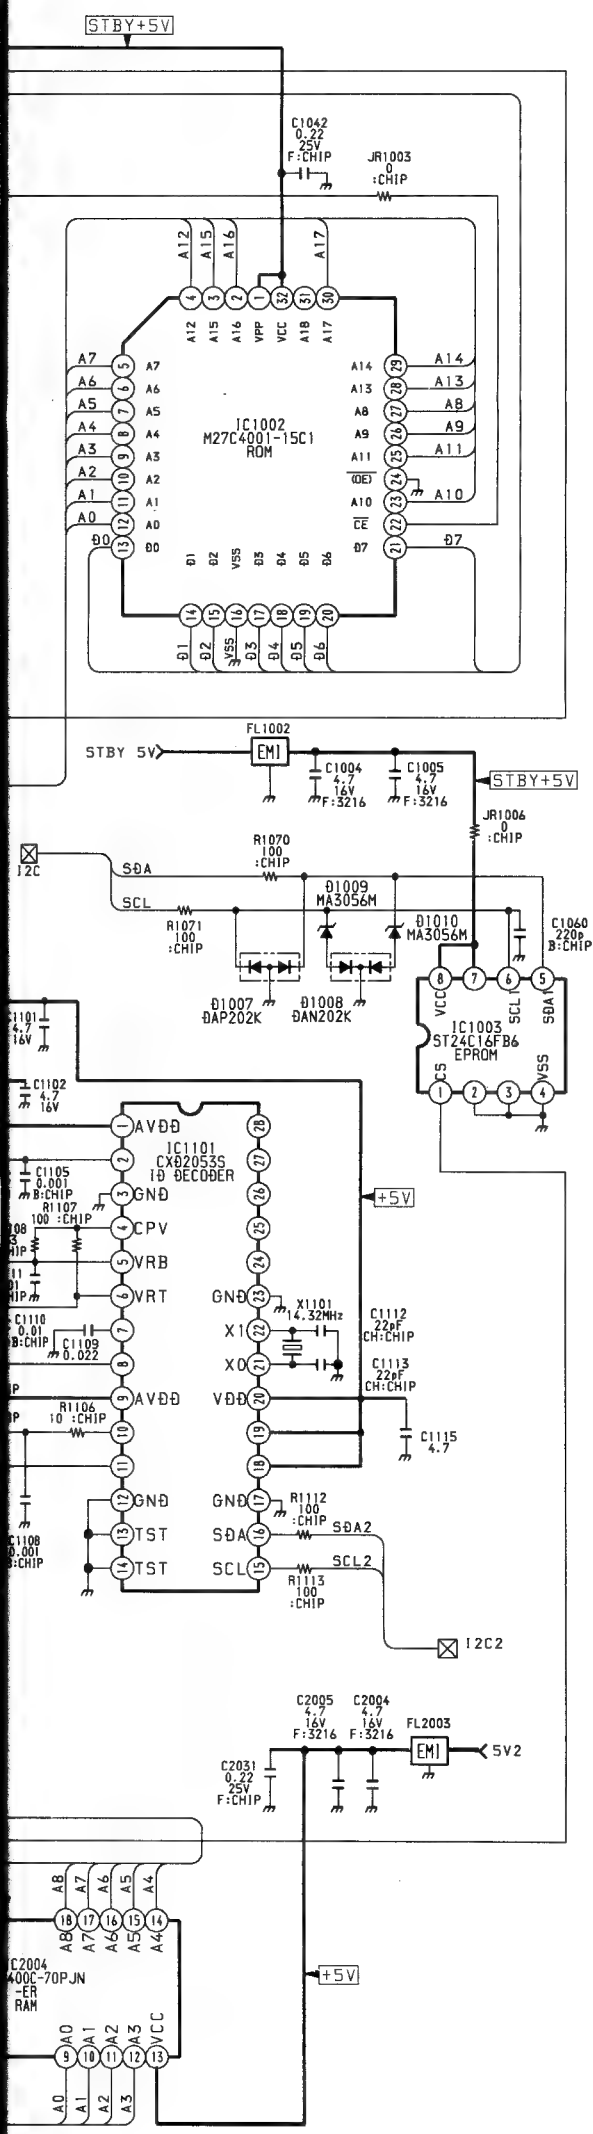 STBY+5V
C1042
0.22
25V
F:CHIP
JR1003
0
:CHIP
A12
A15
A16
A17
4
3
2
1
32
31
30
A12
A15
A16
VPP
VCC
A18
A17
A7
5
A7
A14
29
A14
A6
6
A6
A13
28
A13
A5
7
A5
A8
27
A8
IC1002
M27C4001-15C1
ROM
A4
8
A4
A9
26
A9
A3
9
A3
A11
25
A11
A2
10
A2
(OE)
24
A1
11
A1
A10
23
A10
A0
12
A0
CE
22
D0
13
D0
D7
21
D7
D1
D2
VSS
D3
D4
D5
D6
14
15
16
17
18
19
20
D1
D2
VSS
D3
D4
D5
D6
STBY 5V
FL1002
EMI
C1004
4.7
16V
F:3216
C1005
4.7
16V
F:3216
STBY+5V
JR1006
0
:CHIP
I2C
SDA
R1070
100
:CHIP
SCL
R1071
100
:CHIP
D1009
MA3056M
D1010
MA3056M
C1060
220p
B:CHIP
D1007
DAP202K
D1008
DAN202K
8
7
6
5
VCC
SCL1
SDA1
IC1003
ST24C16FB6
EPROM
CS
VSS
1
2
3
4
C1101
4.7
16V
C1102
4.7
16V
IC1101
CXD2053S
ID DECODER
1
AVDD
28
2
27
3
GND
26
4
CPV
25
5
VRB
24
6
VRT
GND
23
7
X1
22
8
X0
21
9
AVDD
VDD
20
10
19
11
18
12
GND
GND
17
13
TST
SDA
16
14
TST
SCL
15
C1105
0.001
B:CHIP
R1107
100 :CHIP
C1110
0.01
B:CHIP
C1109
0.022
R1106
10 :CHIP
C1108
0.001
B:CHIP
+5V
X1101
14.32MHz
C1112
22pF
CH:CHIP
C1113
22pF
CH:CHIP
C1115
4.7
R1112
100
:CHIP
SDA2
SCL2
R1113
100
:CHIP
I2C2
C2005
4.7
16V
F:3216
C2004
4.7
16V
F:3216
FL2003
EMI
5V2
C2031
0.22
25V
F:CHIP
A8
A7
A6
A5
A4
18
17
16
15
14
A8
A7
A6
A5
A4
IC2004
400C-70PJN
-ER
RAM
+5V
A0
A1
A2
A3
VCC
9
10
11
12
13
A0
A1
A2
A3